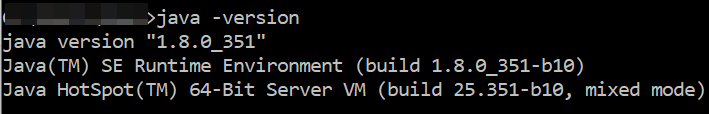 >java -version
java version "1.8.0_351"
Java(TM) SE Runtime Environment (build 1.8.0_351-b10)
Java HotSpot(TM) 64-Bit Server VM (build 25.351-b10, mixed mode)